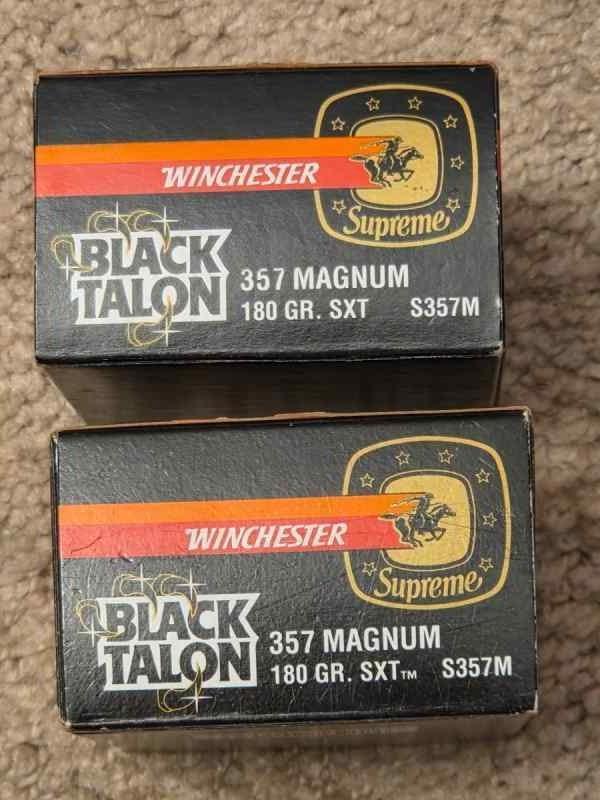 WINCHESTER
Supreme
BLACK
TALON
357 MAGNUM
180 GR. SXT S357M
WINCHESTER
Supreme
BLACK
TALON
357 MAGNUM
180 GR. SXT™ S357M